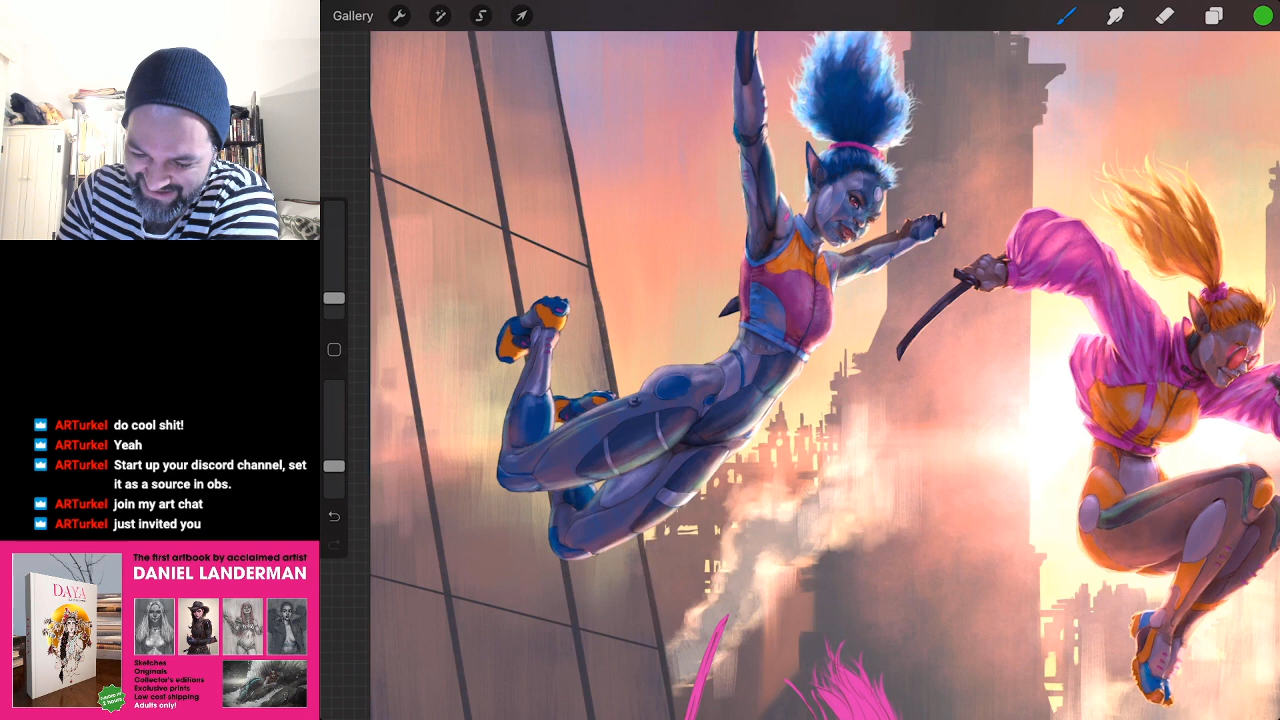 Gallery
ARTurkel do cool shit!
ARTurkel Yeah
ARTurkel Start up your discord channel, set
it as a source in obs.
ARTurkel join my art chat
ARTurkel just invited you
The first artbook by acclaimed artist
DANIEL LANDERMAN
DAYA
Sketches
Originals
Collector's editions
Exclusive prints
Low cost shipping
Adults only!